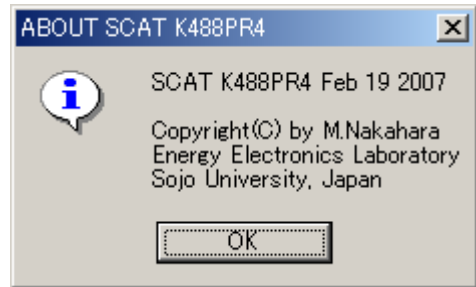 ABOUT SCAT K488PR4
SCAT K488PR4 Feb 19 2007
Copyright(C) by M.Nakahara
Energy Electronics Laboratory
Sojo University, Japan
OK